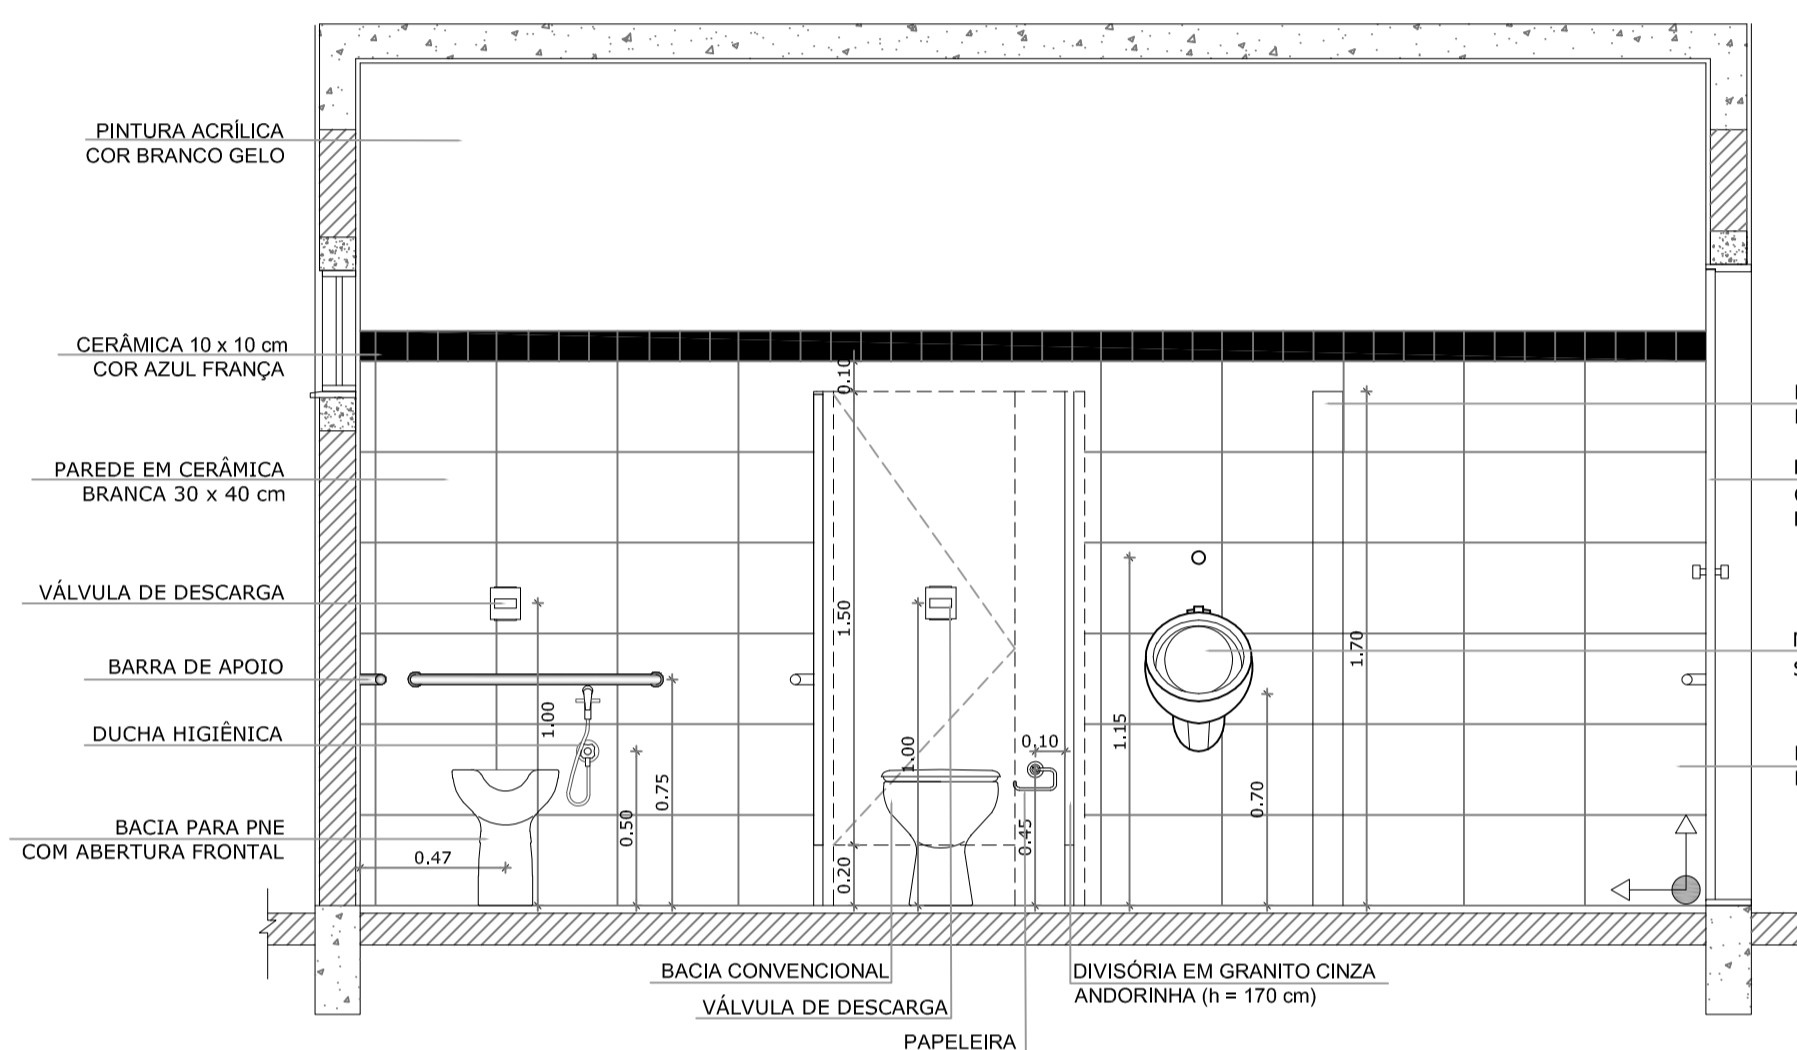 PINTURA ACRÍLICA
COR BRANCO GELO
CERÂMICA 10 x 10 cm
COR AZUL FRANÇA
0.10
PAREDE EM CERÂMICA
BRANCA 30 x 40 cm
VÁLVULA DE DESCARGA
1.50
1.70
BARRA DE APOIO
1.00
1.00
1.15
0.10
DUCHA HIGIÊNICA
0.75
0.70
0.50
0.45
BACIA PARA PNE
COM ABERTURA FRONTAL
0.47
0.20
BACIA CONVENCIONAL
DIVISÓRIA EM GRANITO CINZA
ANDORINHA (h = 170 cm)
VÁLVULA DE DESCARGA
PAPELEIRA